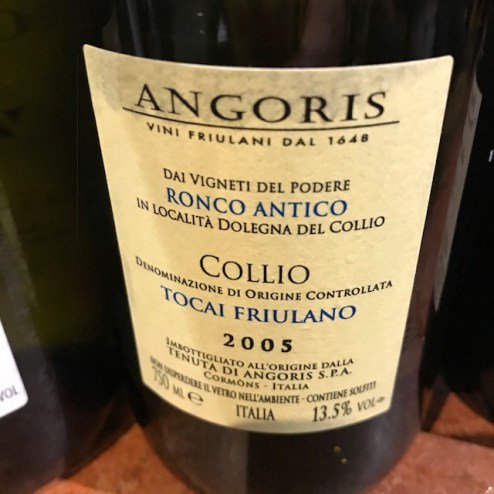 ANGORIS
VINI FRIULANI DAL 1648
DAI VIGNETI DEL PODERE
RONCO ANTICO
IN LOCALITÀ DOLEGNA DEL COLLIO
COLLIO
DENOMINAZIONE DI ORIGINE CONTROLLATA
TOCAI FRIULANO
2005
IMBOTTIGLIATO ALL'ORIGINE DALLA
TENUTA DI ANGORIS S.P.A.
CORMÒNS - ITALIA
NON DISPERDERE IL VETRO NELL'AMBIENTE - CONTIENE SOLFITI
750 ML ℮ ITALIA 13.5% VOL
VOL